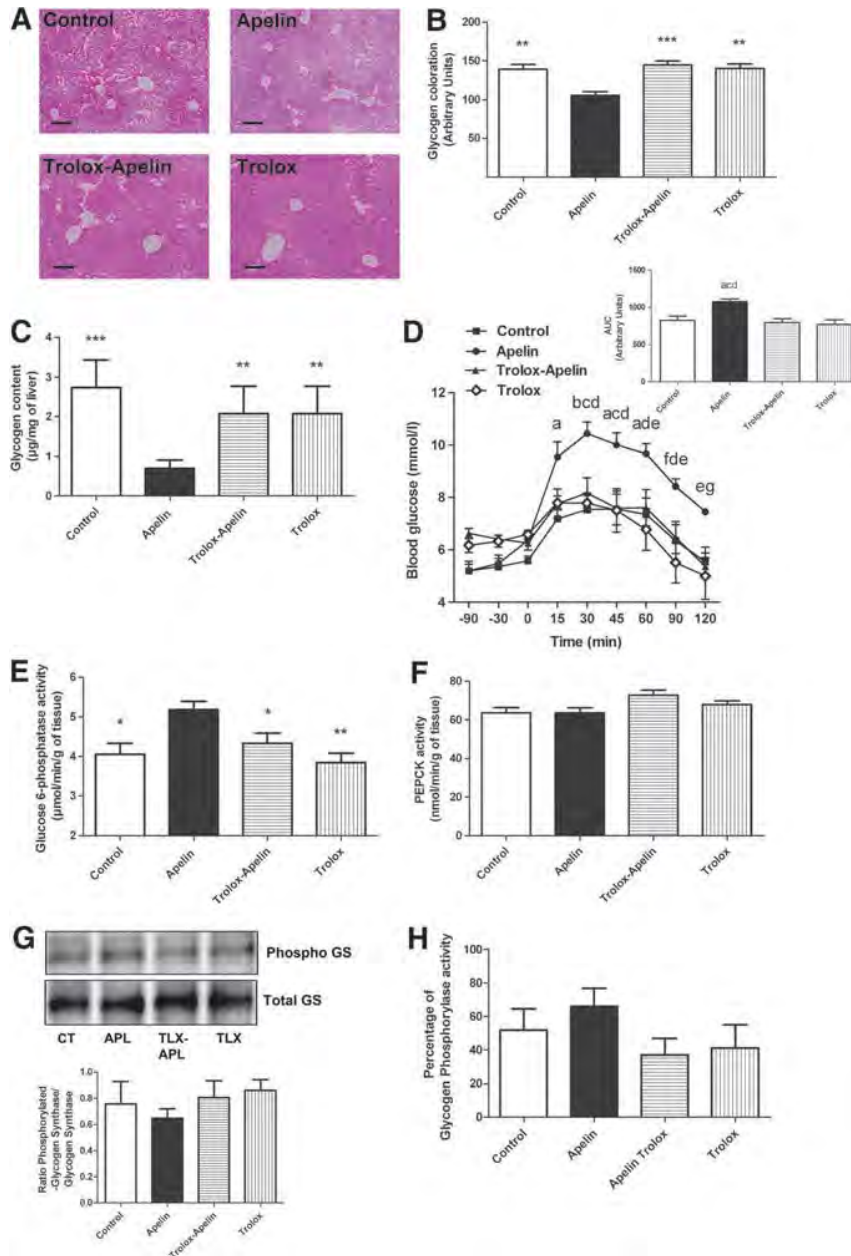 A
Control
Apelin
Trolox-Apelin
Trolox
B
Glycogen coloration
(Arbitrary Units)
200
150
100
50
**
***
**
Control
Apelin
Trolox-Apelin
Trolox
C
Glycogen content
(µg/mg of liver)
4
3
2
1
0
***
**
**
Control
Apelin
Trolox-Apelin
Trolox
D
Control
Apelin
Trolox-Apelin
Trolox
AUC
(Arbitrary Units)
1500
1000
500
0
acd
Control
Apelin
Trolox-Apelin
Trolox
Blood glucose (mmol/l)
12
10
8
6
4
a
bcd
acd
ade
fde
eg
-90
-30
0
15
30
45
60
90
120
Time (min)
E
Glucose 6-phosphatase activity
(µmol/min/g of tissue)
6
5
4
3
2
*
*
**
Control
Apelin
Trolox-Apelin
Trolox
F
PEPCK activity
(nmol/min/g of tissue)
80
60
40
20
0
Control
Apelin
Trolox-Apelin
Trolox
G
Phospho GS
Total GS
CT
APL
TLX-
APL
TLX
Ratio Phosphorylated
-Glycogen Synthase/
Glycogen Synthase
1.0
0.8
0.6
0.4
0.2
0.0
Control
Apelin
Trolox-Apelin
Trolox
H
Percentage of
Glycogen Phosphorylase activity
100
80
60
40
20
0
Control
Apelin
Apelin Trolox
Trolox